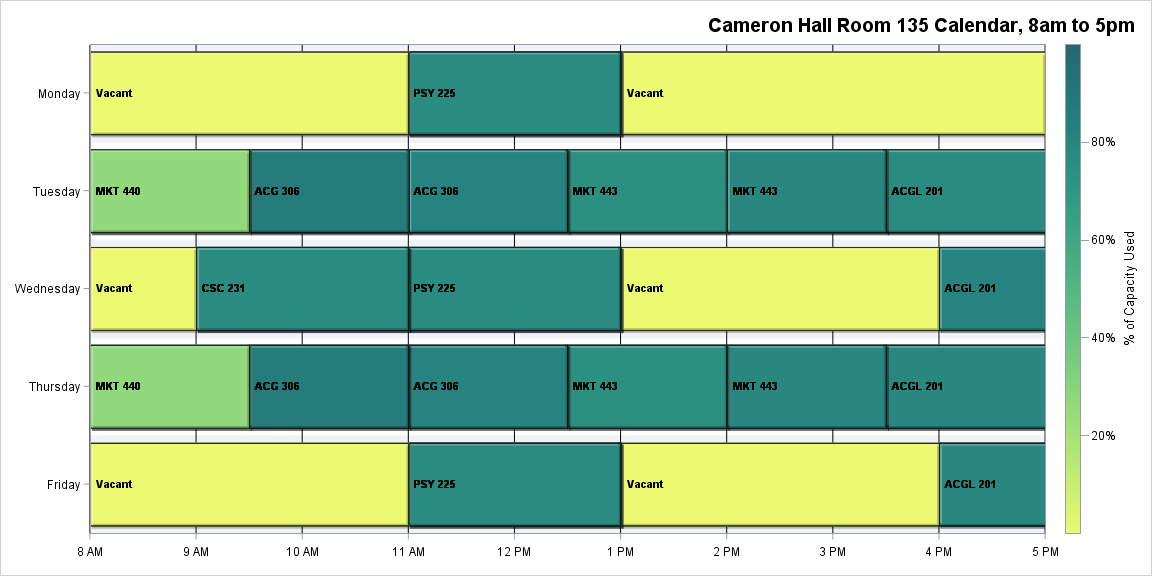 Cameron Hall Room 135 Calendar, 8am to 5pm
Monday Vacant PSY 225 Vacant
80%
Tuesday MKT 440 ACG 306 ACG 306 MKT 443 MKT 443 ACGL 201
60%
% of Capacity Used
Wednesday Vacant CSC 231 PSY 225 Vacant ACGL 201
40%
Thursday MKT 440 ACG 306 ACG 306 MKT 443 MKT 443 ACGL 201
20%
Friday Vacant PSY 225 Vacant ACGL 201
8 AM 9 AM 10 AM 11 AM 12 PM 1 PM 2 PM 3 PM 4 PM 5 PM